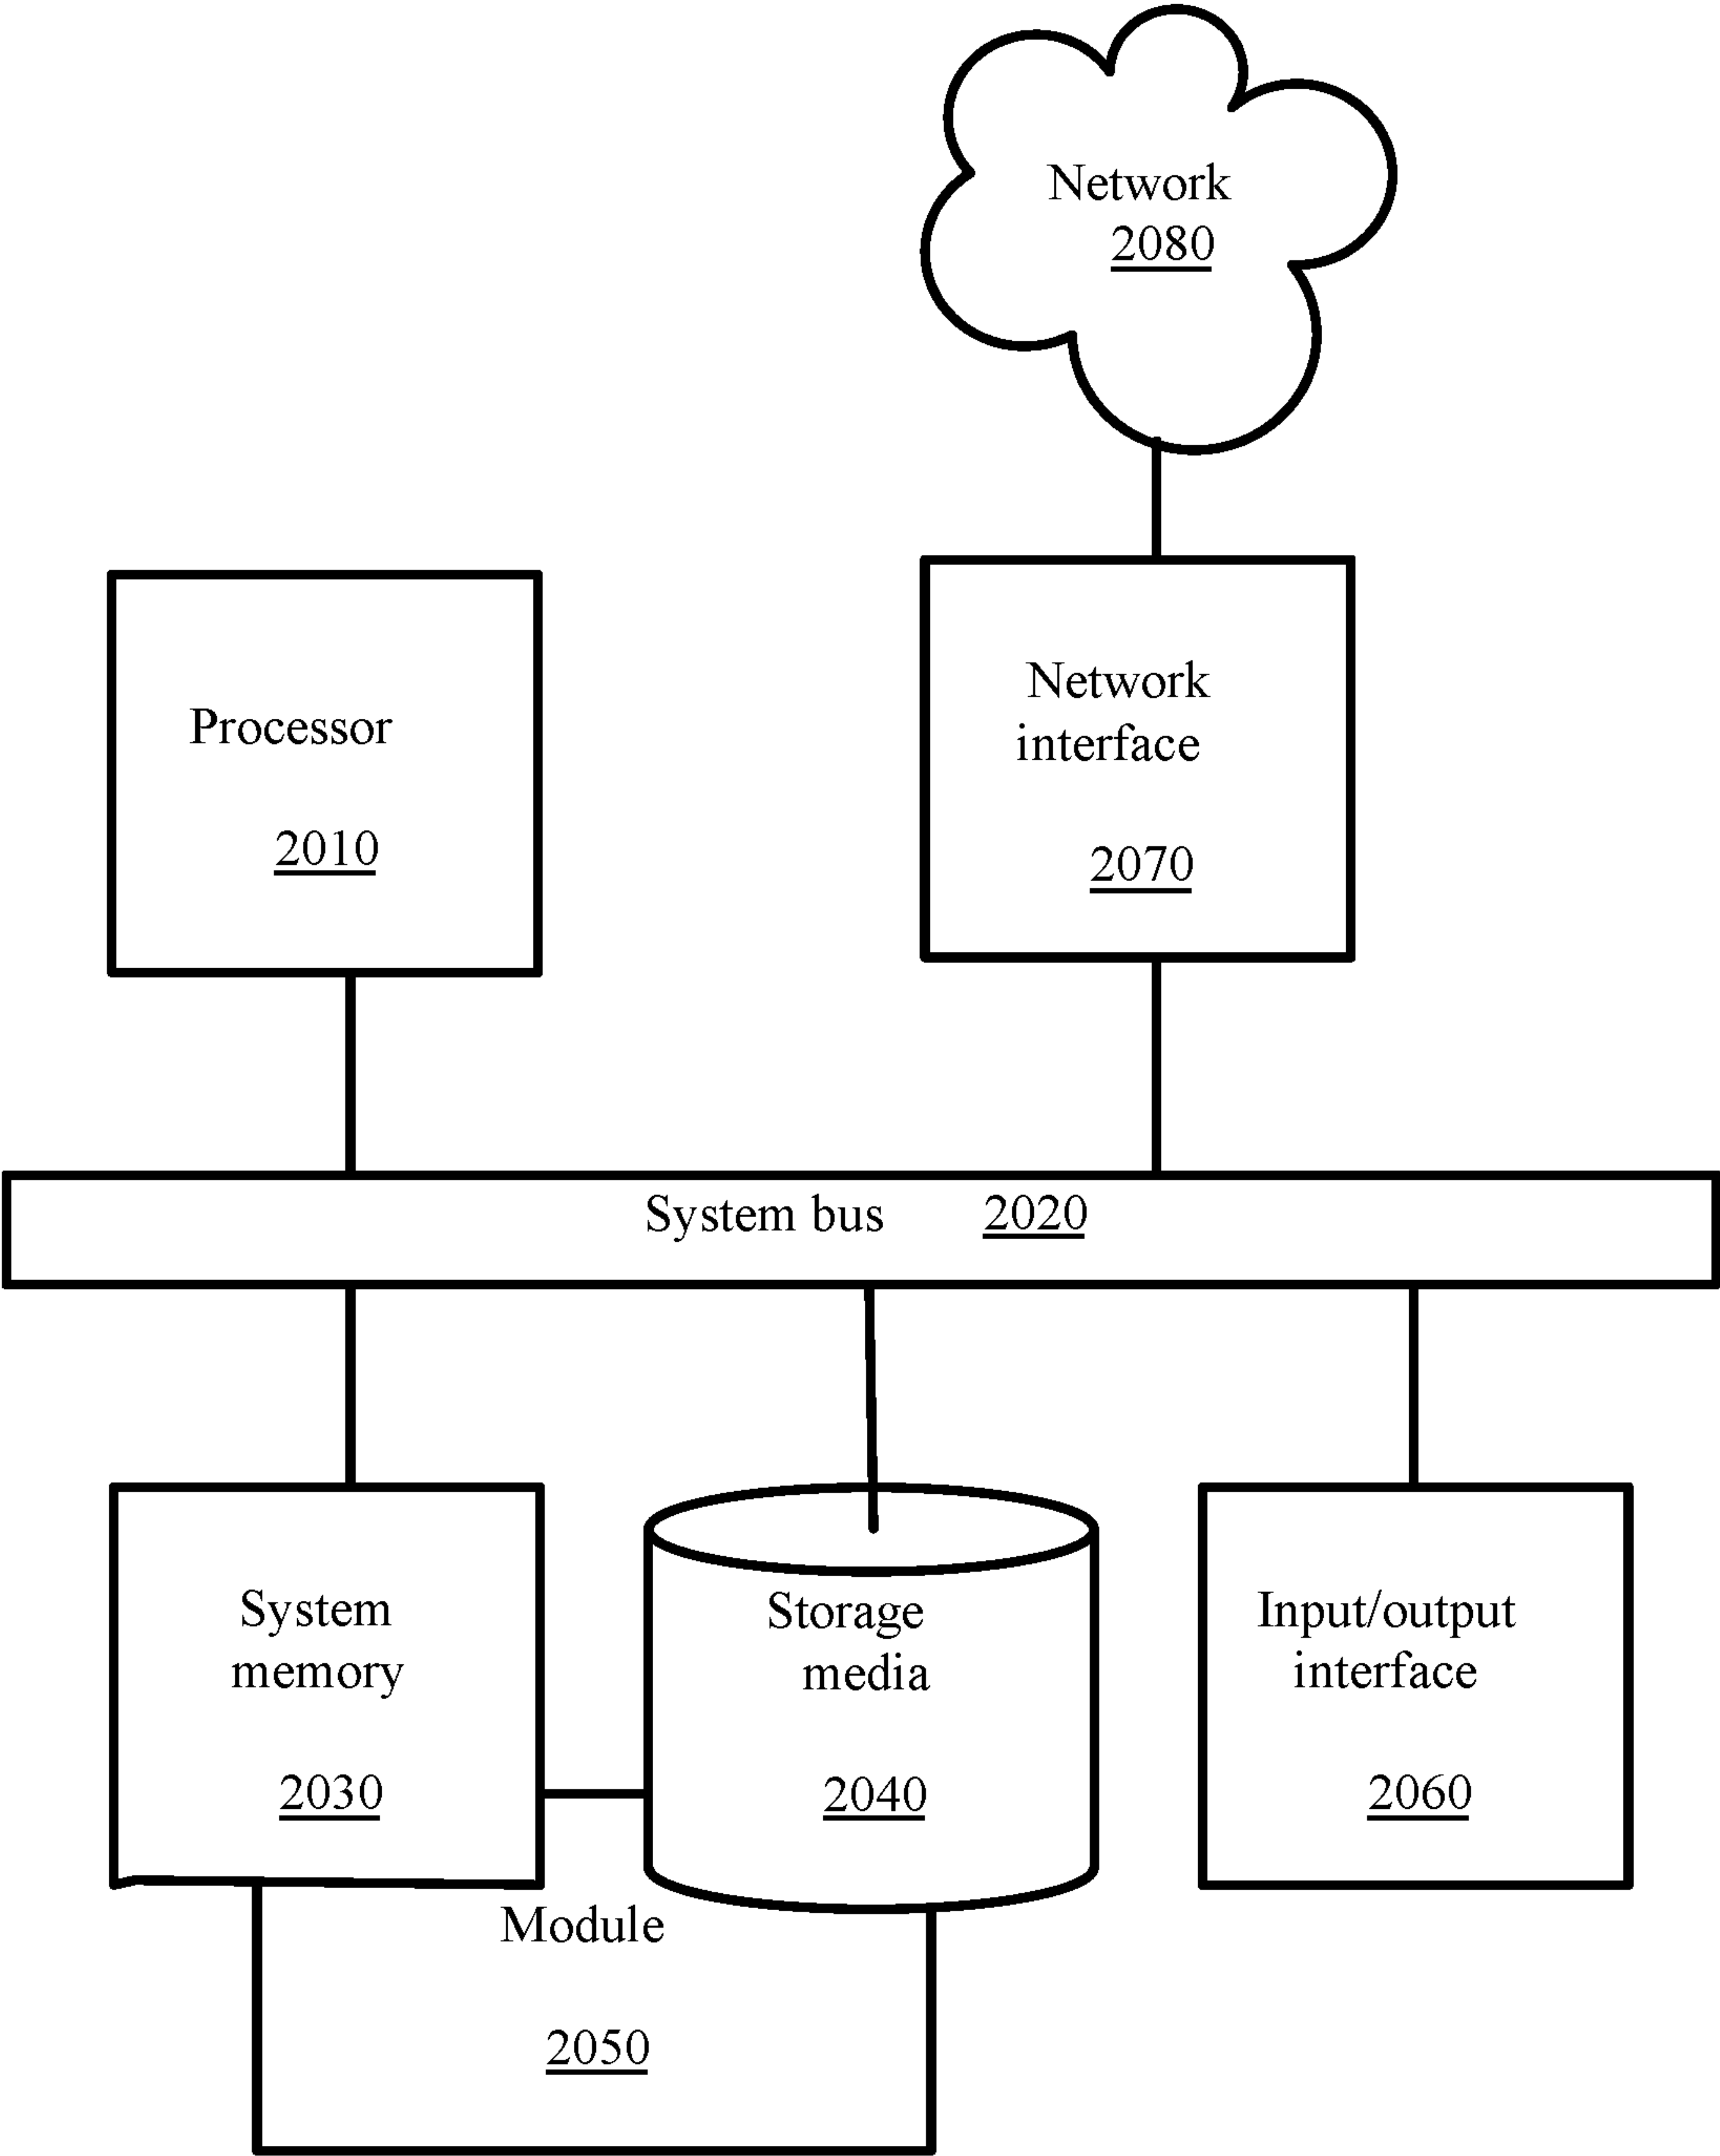 Network
2080
Processor
2010
Network
interface
2070
System bus 2020
System
memory
2030
Storage
media
2040
Input/output
interface
2060
Module
2050